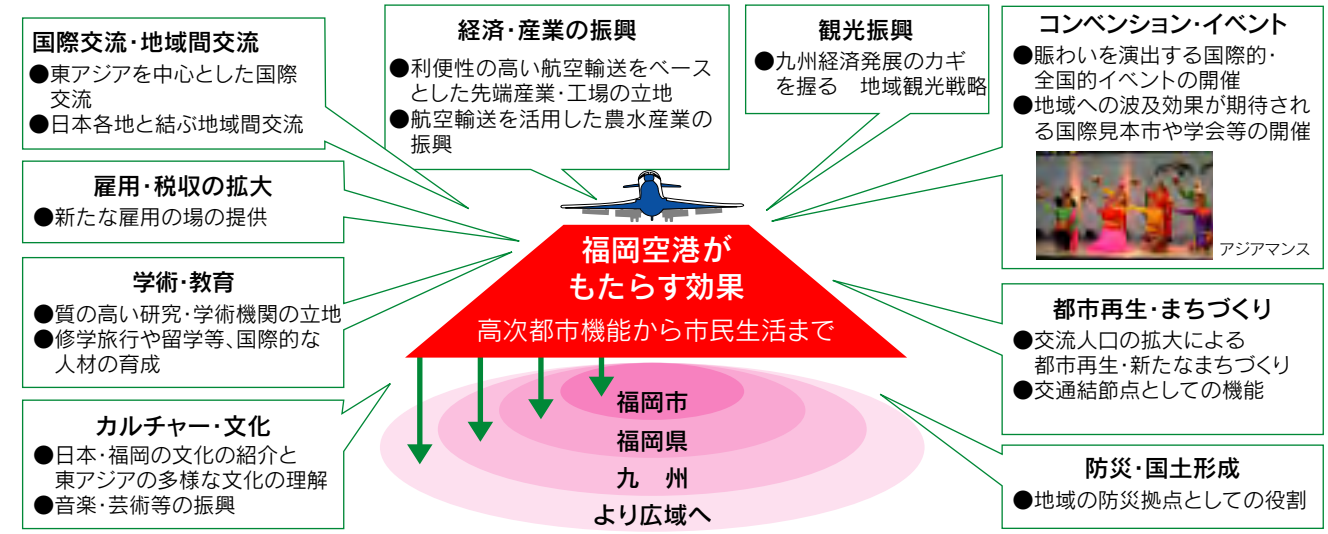 国際交流・地域間交流
●東アジアを中心とした国際
交流
●日本各地と結ぶ地域間交流
経済・産業の振興
●利便性の高い航空輸送をベース
とした先端産業・工場の立地
●航空輸送を活用した農水産業の
振興
観光振興
●九州経済発展のカギ
を握る　地域観光戦略
コンベンション・イベント
●賑わいを演出する国際的・
全国的イベントの開催
●地域への波及効果が期待され
る国際見本市や学会等の開催
アジアマンス
雇用・税収の拡大
●新たな雇用の場の提供
学術・教育
●質の高い研究・学術機関の立地
●修学旅行や留学等、国際的な
人材の育成
カルチャー・文化
●日本・福岡の文化の紹介と
東アジアの多様な文化の理解
●音楽・芸術等の振興
福岡空港が
もたらす効果
高次都市機能から市民生活まで
福岡市
福岡県
九　州
より広域へ
都市再生・まちづくり
●交流人口の拡大による
都市再生・新たなまちづくり
●交通結節点としての機能
防災・国土形成
●地域の防災拠点としての役割